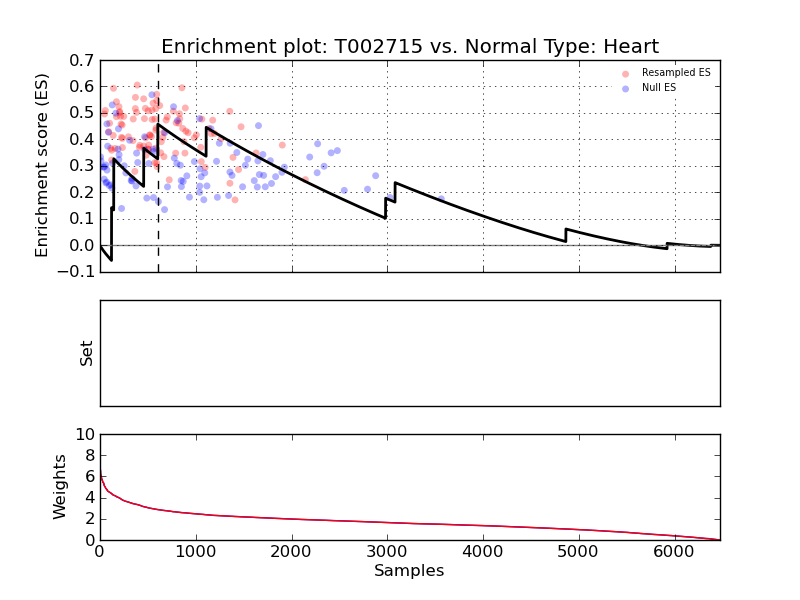 Enrichment plot: T002715 vs. Normal Type: Heart
Enrichment score (ES)
0.7
0.6
0.5
0.4
0.3
0.2
0.1
0.0
−0.1
Resampled ES
Null ES
Set
Weights
10
8
6
4
2
0
0 1000 2000 3000 4000 5000 6000
Samples